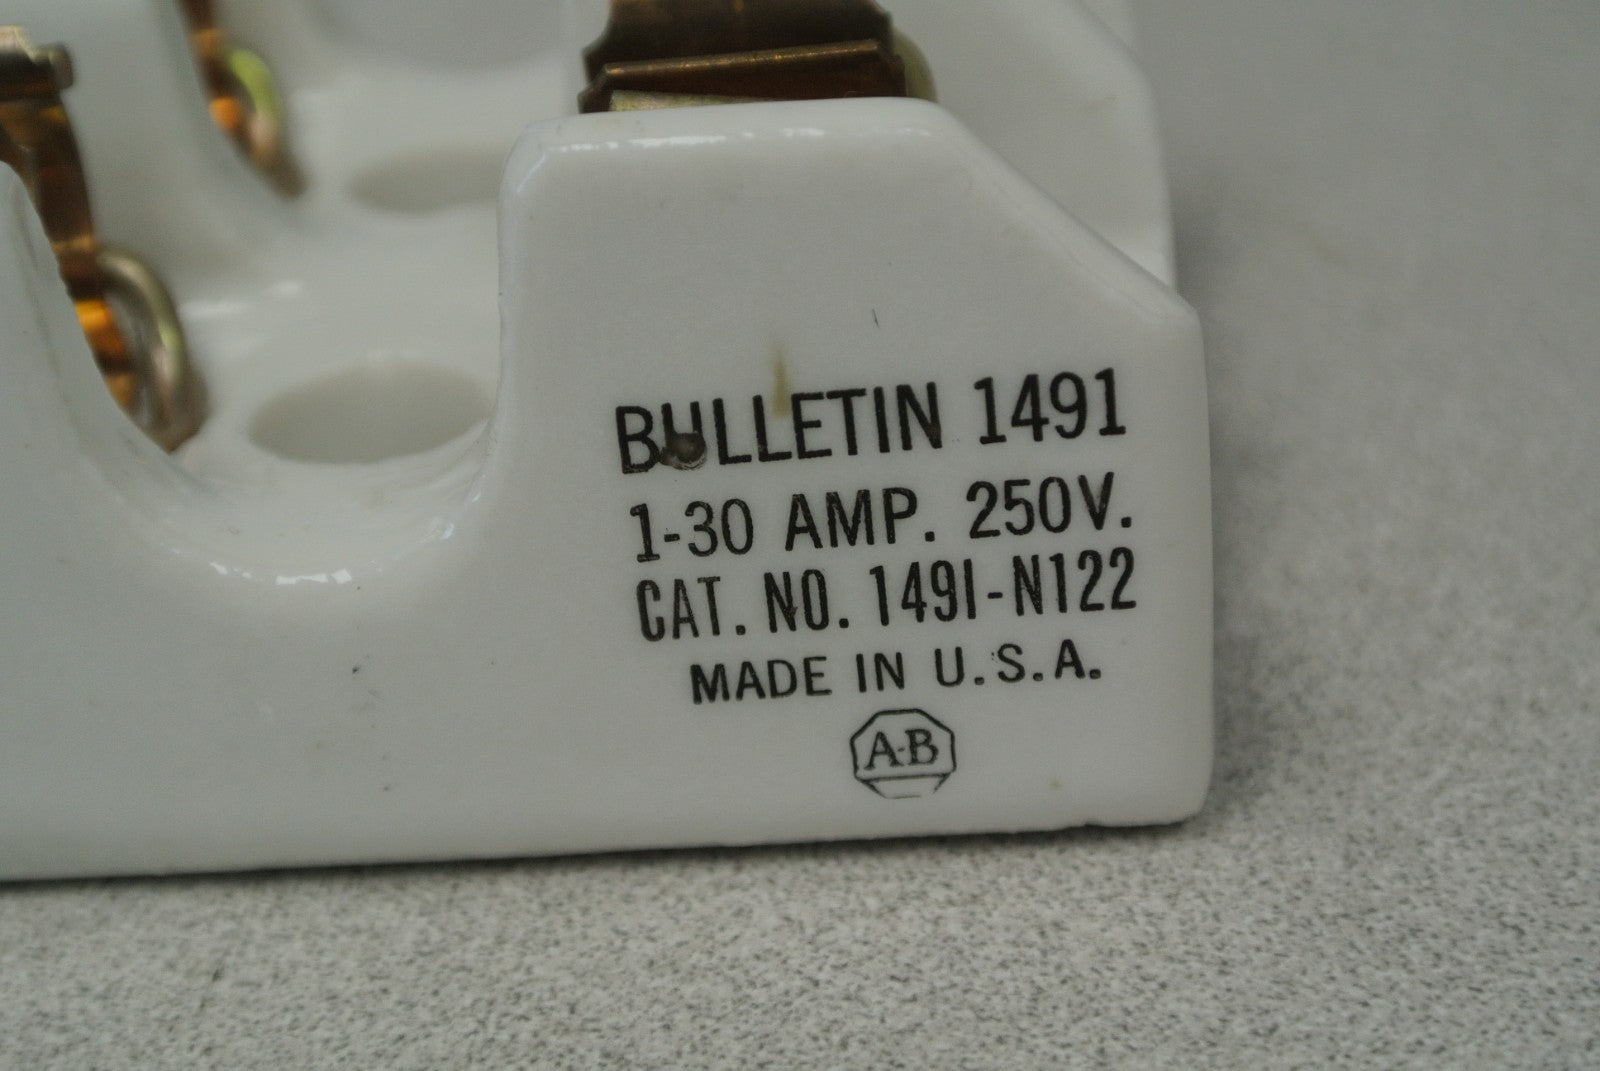 BULLETIN 1491
1-30 AMP. 250V.
CAT. NO. 1491-N122
MADE IN U.S.A.
A-B